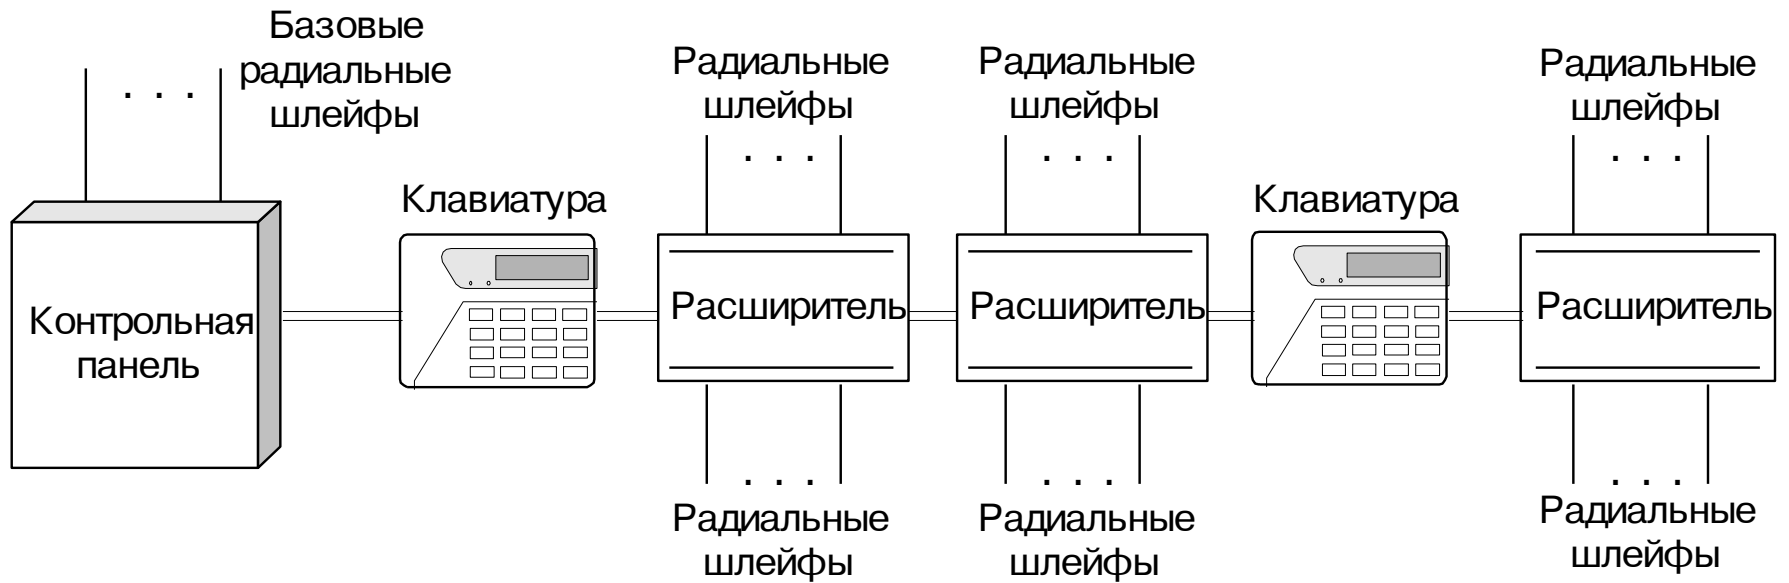 Базовые
радиальные
шлейфы
Радиальные
шлейфы
Радиальные
шлейфы
Радиальные
шлейфы
Клавиатура
Клавиатура
Контрольная
панель
Расширитель
Расширитель
Расширитель
Радиальные
шлейфы
Радиальные
шлейфы
Радиальные
шлейфы